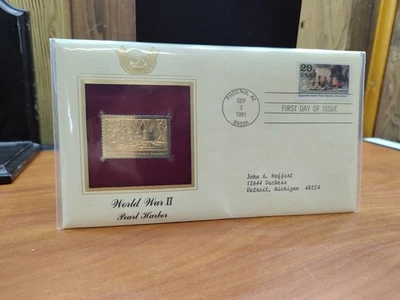 29
USA
PHOENIX, AZ
SEP
3
1991
85026
FIRST DAY OF ISSUE
John A. Hoffert
11644 Duchess
Detroit, Michigan 48224
World War II
Pearl Harbor